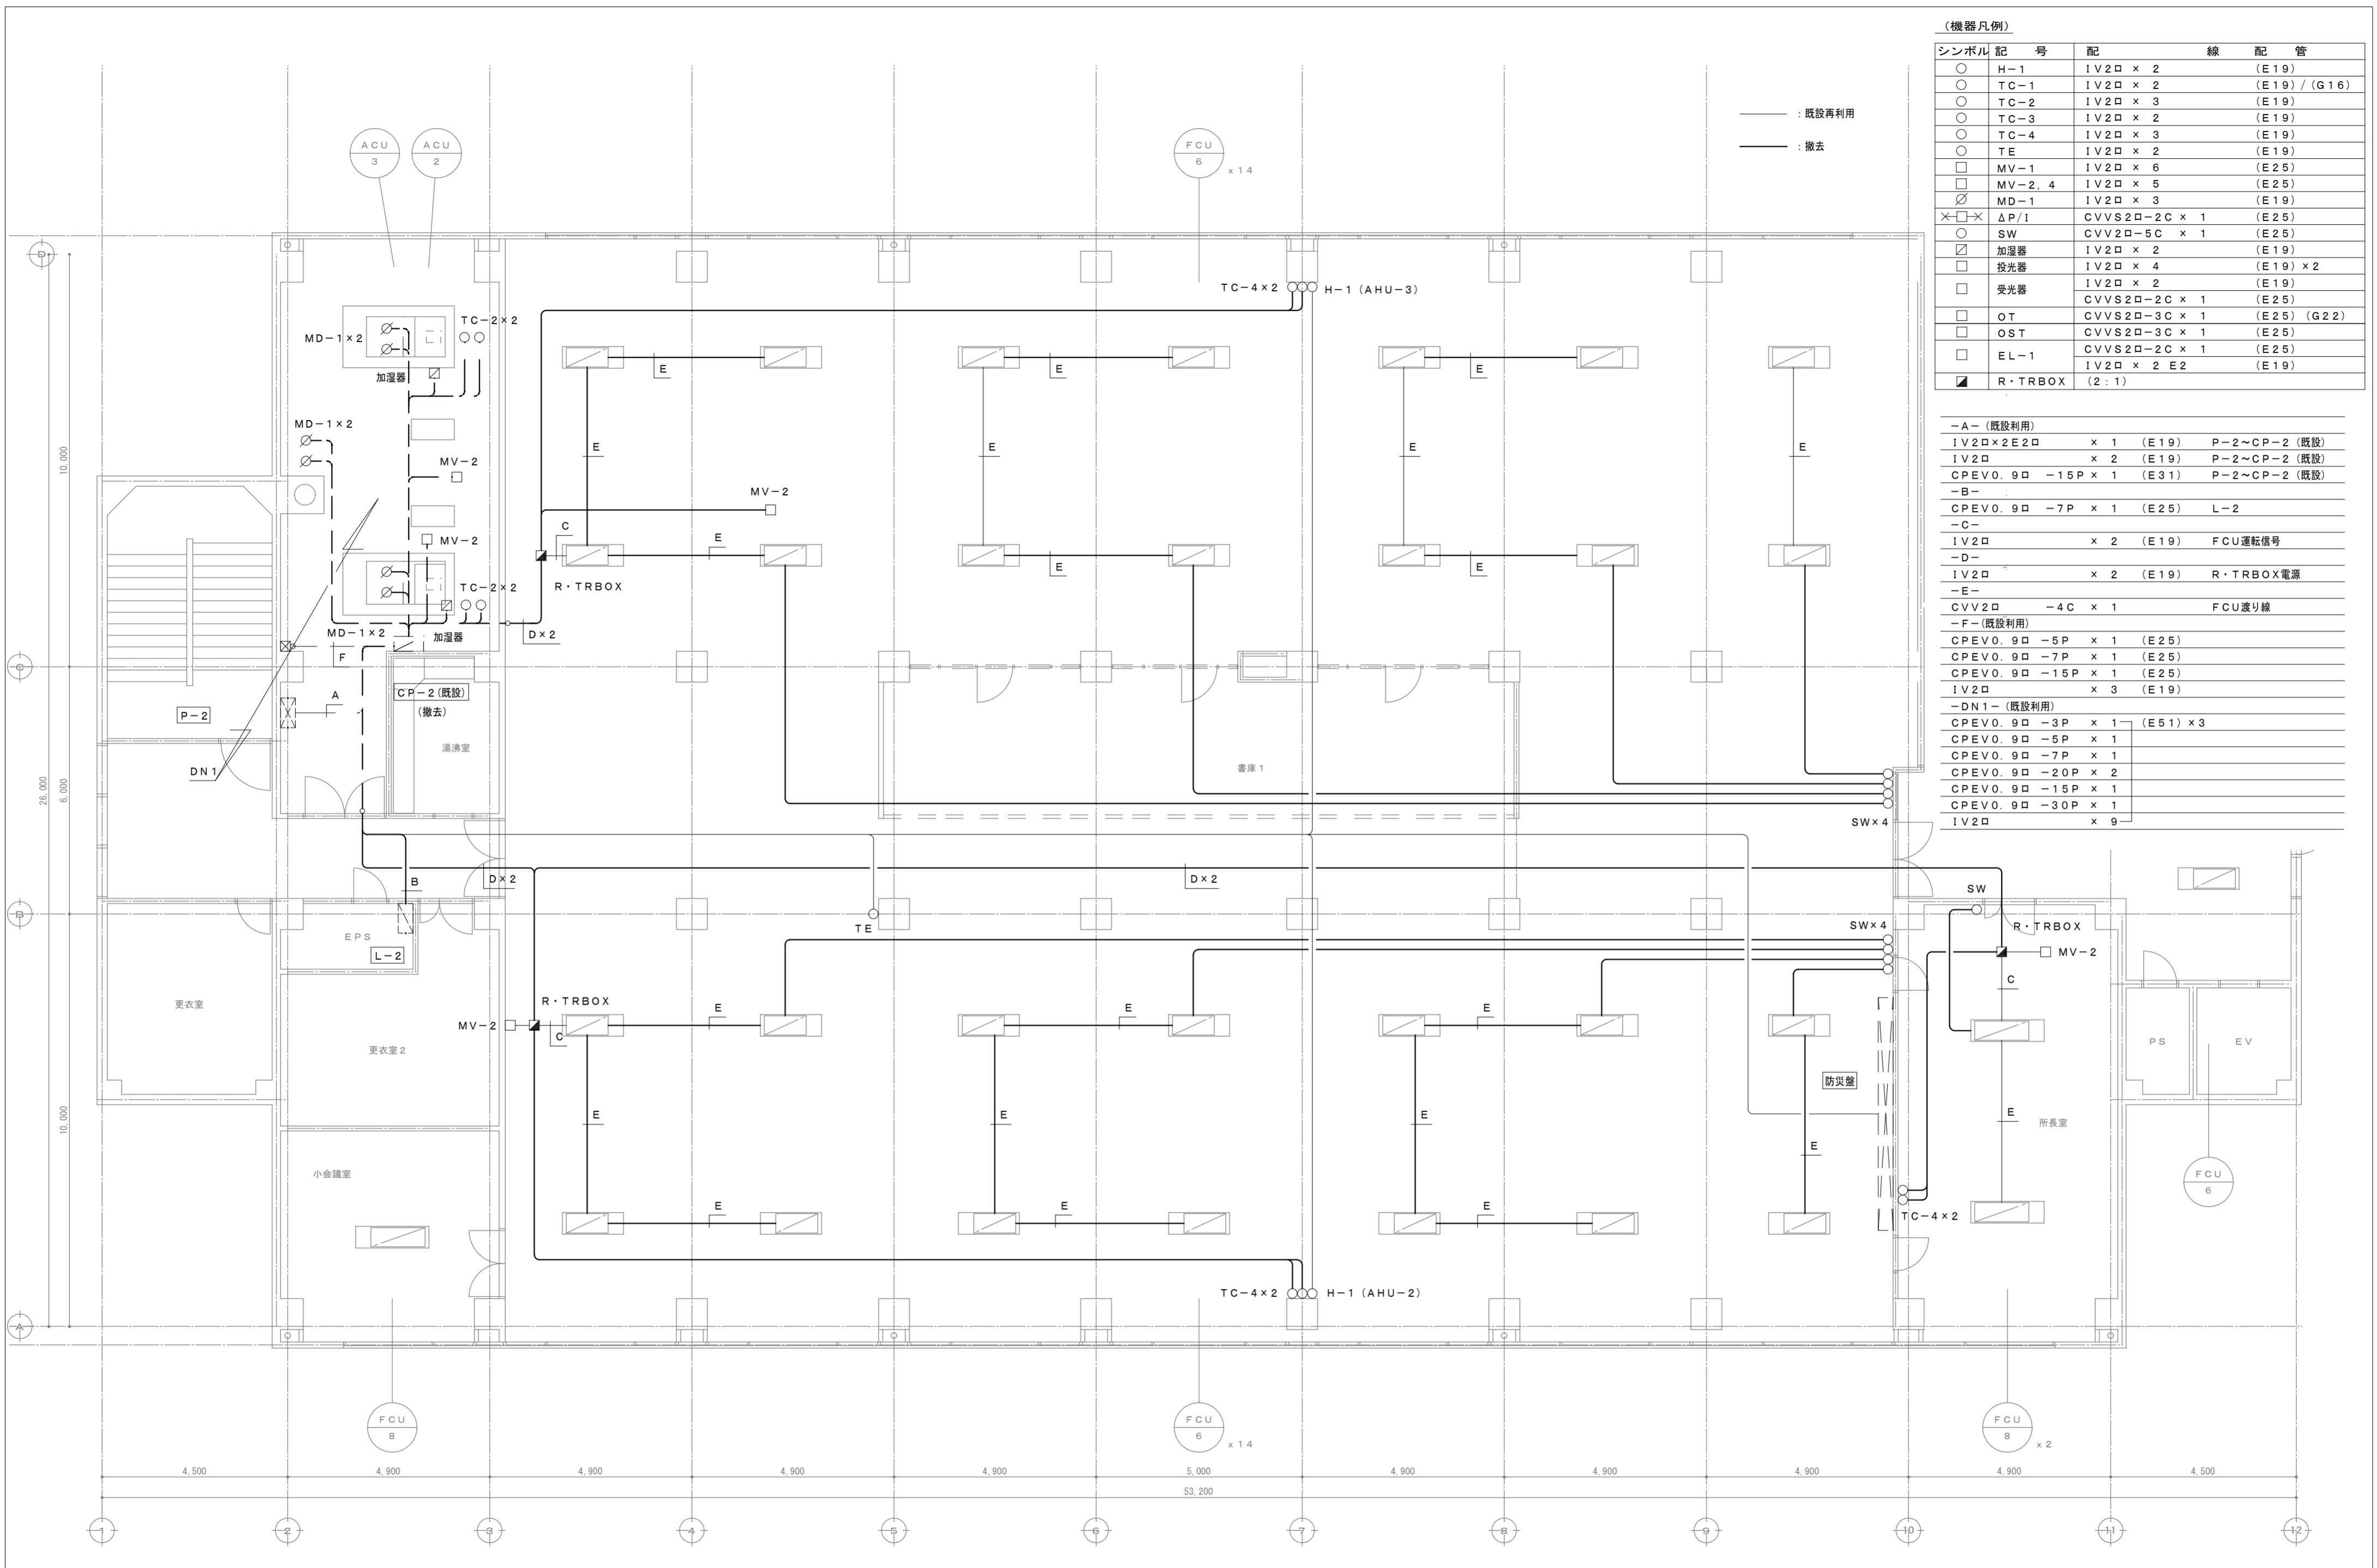 (機器凡例)
シンボル 記 号 配 線 配 管
H-1 IV2□ × 2 (E19)
TC-1 IV2□ × 2 (E19)/(G16)
TC-2 IV2□ × 3 (E19)
TC-3 IV2□ × 2 (E19)
TC-4 IV2□ × 3 (E19)
TE IV2□ × 2 (E19)
MV-1 IV2□ × 6 (E25)
MV-2, 4 IV2□ × 5 (E25)
MD-1 IV2□ × 3 (E19)
ΔP/I CVVS2□-2C × 1 (E25)
SW CVV2□-5C × 1 (E25)
加湿器 IV2□ × 2 (E19)
投光器 IV2□ × 4 (E19)×2
受光器 IV2□ × 2 (E19)
CVVS2□-2C × 1 (E25)
OT CVVS2□-3C × 1 (E25) (G22)
OST CVVS2□-3C × 1 (E25)
EL-1 CVVS2□-2C × 1 (E25)
IV2□ × 2 E2 (E19)
R・TRBOX (2:1)
:既設再利用
:撤去
-A-(既設利用)
IV2□×2E2□ × 1 (E19) P-2~CP-2 (既設)
IV2□ × 2 (E19) P-2~CP-2 (既設)
CPEV0.9□ -15P × 1 (E31) P-2~CP-2 (既設)
-B-
CPEV0.9□ -7P × 1 (E25) L-2
-C-
IV2□ × 2 (E19) FCU運転信号
-D-
IV2□ × 2 (E19) R・TRBOX電源
-E-
CVV2□ -4C × 1 FCU渡り線
-F-(既設利用)
CPEV0.9□ -5P × 1 (E25)
CPEV0.9□ -7P × 1 (E25)
CPEV0.9□ -15P × 1 (E25)
IV2□ × 3 (E19)
-DN1-(既設利用)
CPEV0.9□ -3P × 1 (E51)×3
CPEV0.9□ -5P × 1
CPEV0.9□ -7P × 1
CPEV0.9□ -20P × 2
CPEV0.9□ -15P × 1
CPEV0.9□ -30P × 1
IV2□ × 9
ACU 3
ACU 2
FCU 6 x14
D
TC-4×2 H-1 (AHU-3)
MD-1×2 TC-2×2
加湿器
E E E
MD-1×2
E E E
MV-2
MV-2
C E
E E
MV-2
R・TRBOX
TC-2×2
MD-1×2 加湿器 D×2
F
C
A CP-2(既設)
(撤去)
P-2
湯沸室
DN1
書庫1
SW×4
D×2 D×2
B
SW
B
TE
SW×4 R・TRBOX
EPS
L-2
MV-2
C
R・TRBOX
更衣室
E E E
MV-2
C
更衣室2
PS EV
防災盤
E E E E
E
所長室
小会議室
FCU 6
E E E
TC-4×2
TC-4×2 H-1 (AHU-2)
A
FCU 8
FCU 6 x14
FCU 8 x2
10,000
6,000
10,000
26,000
4,500 4,900 4,900 4,900 4,900 5,000 4,900 4,900 4,900 4,900 4,500
53,200
1 2 3 4 5 6 7 8 9 10 11 12